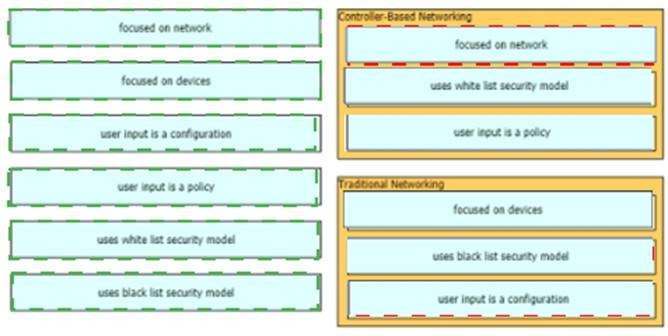 focused on network
focused on devices
user input is a configuration
user input is a policy
uses white list security model
uses black list security model
Controller-Based Networking
focused on network
uses white list security model
user input is a policy
Traditional Networking
focused on devices
uses black list security model
user input is a configuration